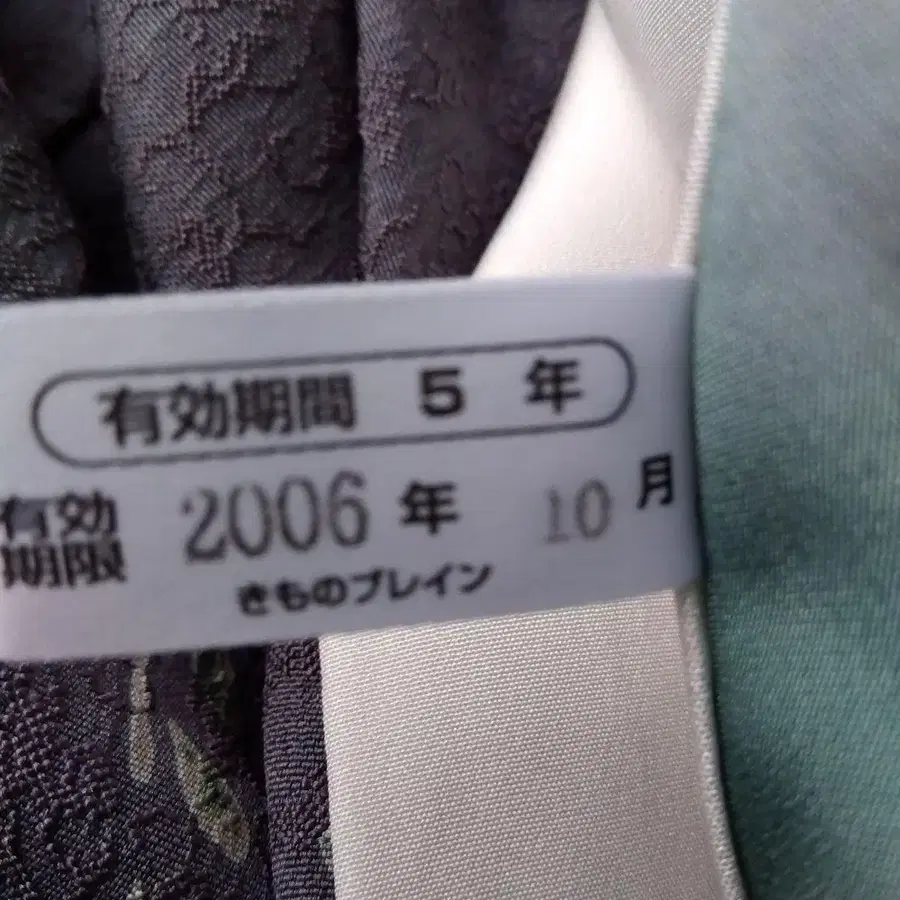 有効期間 5 年
有効期限 2006 年 10 月
きものブレイン